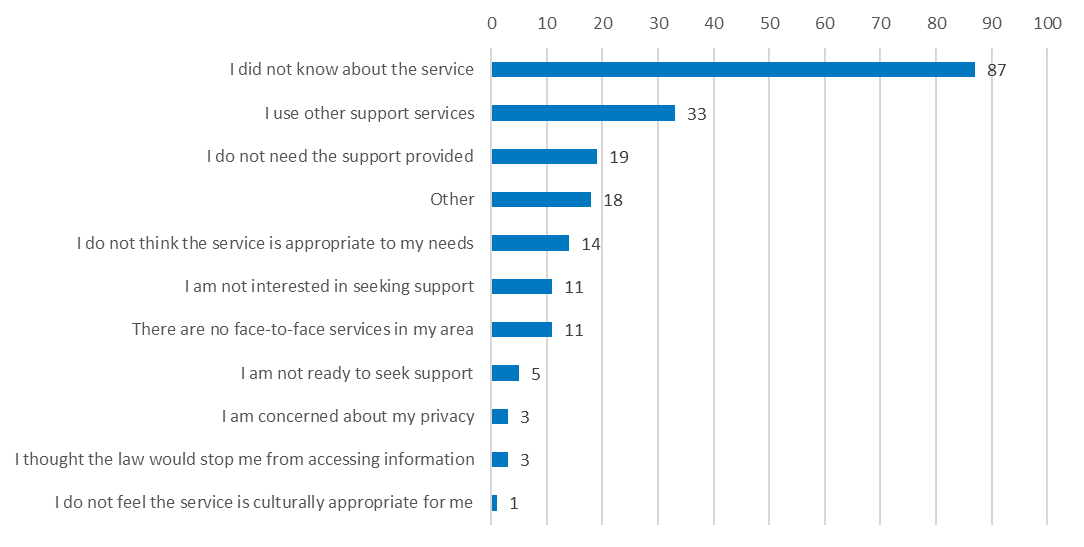 0 10 20 30 40 50 60 70 80 90 100
I did not know about the service 87
I use other support services 33
I do not need the support provided 19
Other 18
I do not think the service is appropriate to my needs 14
I am not interested in seeking support 11
There are no face-to-face services in my area 11
I am not ready to seek support 5
I am concerned about my privacy 3
I thought the law would stop me from accessing information 3
I do not feel the service is culturally appropriate for me 1